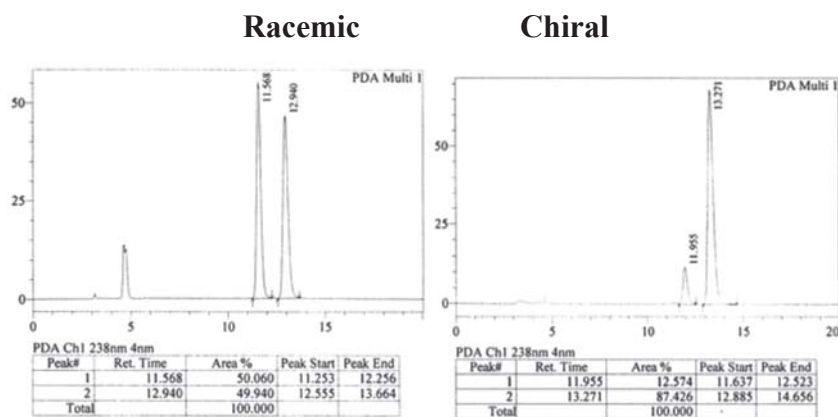 Racemic
Chiral
PDA Multi 1
50
25
0
11.568
12.940
0 5 10 15
PDA Ch1 238nm 4nm
Peak# Ret. Time Area % Peak Start Peak End
1 11.568 50.060 11.253 12.256
2 12.940 49.940 12.555 13.664
Total 100.000
PDA Multi 1
50
25
0
11.955
13.271
0 5 10 15 20
PDA Ch1 238nm 4nm
Peak# Ret. Time Area % Peak Start Peak End
1 11.955 12.574 11.637 12.523
2 13.271 87.426 12.885 14.656
Total 100.000